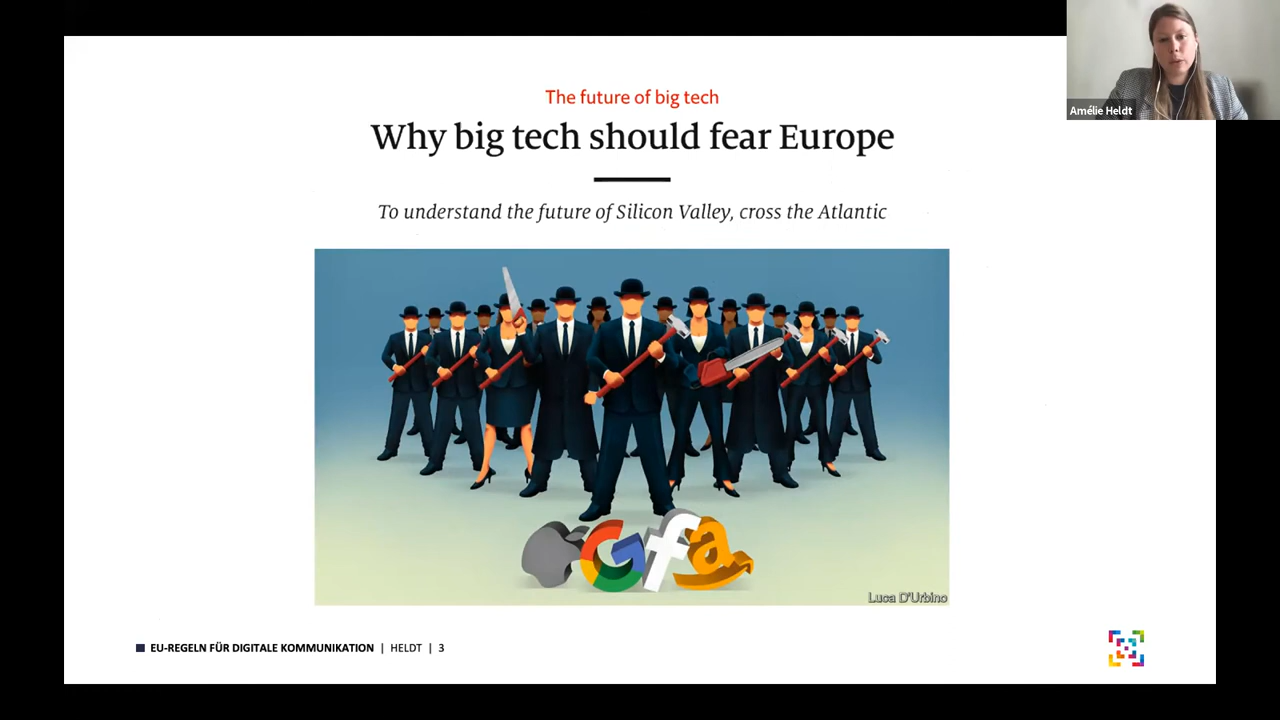 Amélie Heldt
The future of big tech
Why big tech should fear Europe
To understand the future of Silicon Valley, cross the Atlantic
G f a
Luca D'Urbino
EU-REGELN FÜR DIGITALE KOMMUNIKATION | HELDT | 3